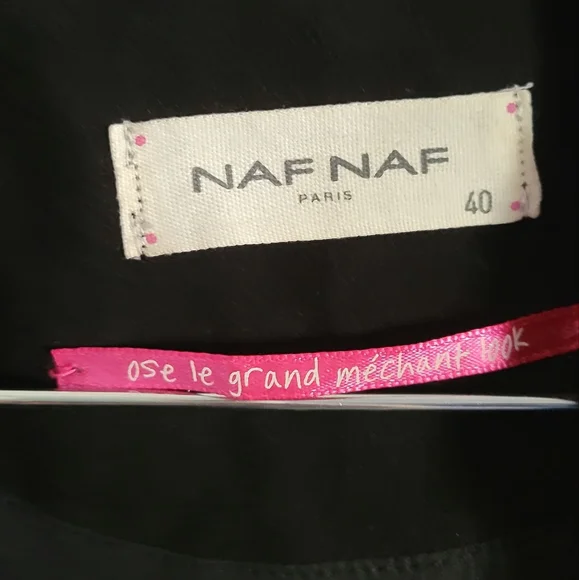 NAF NAF
PARIS
40
ose le grand méchant look